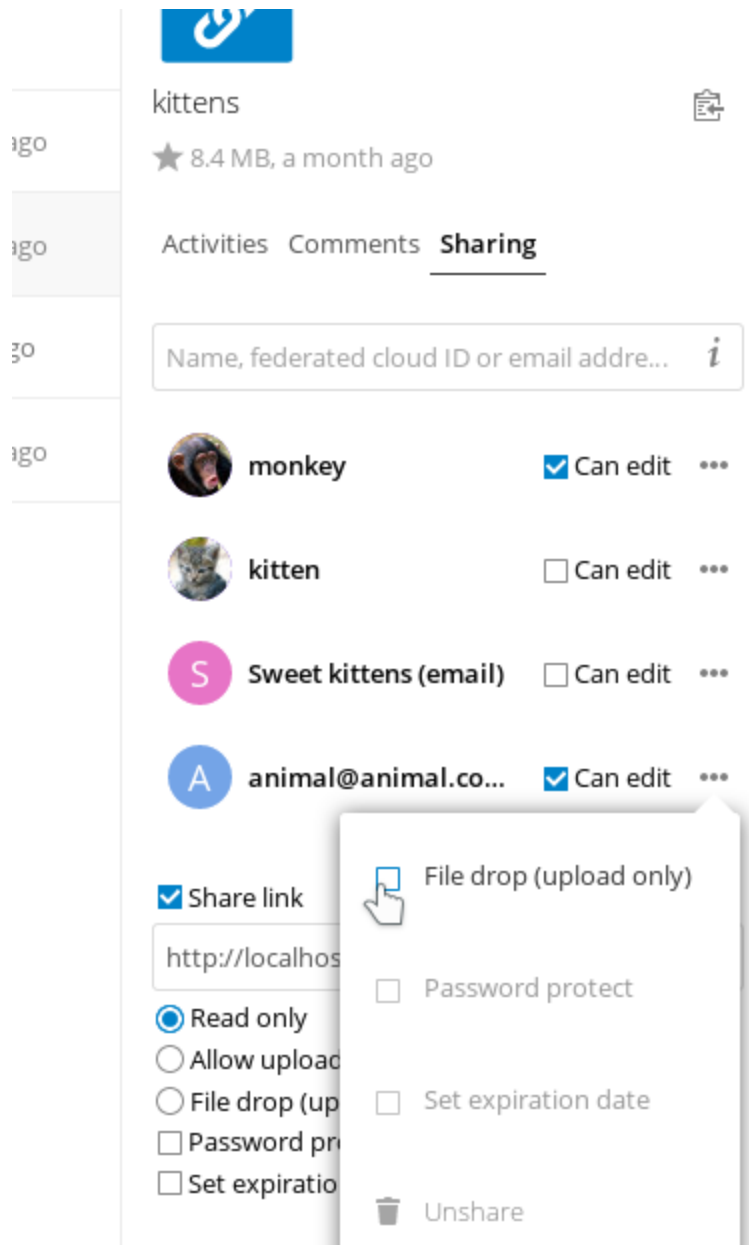 kittens
8.4 MB, a month ago
ago
ago
go
ago
Activities Comments Sharing
Name, federated cloud ID or email addre... i
monkey Can edit
kitten Can edit
S Sweet kittens (email) Can edit
A animal@animal.co... Can edit
Share link
http://localhos
Read only
Allow upload
File drop (up
Password pr
Set expiratio
File drop (upload only)
Password protect
Set expiration date
Unshare